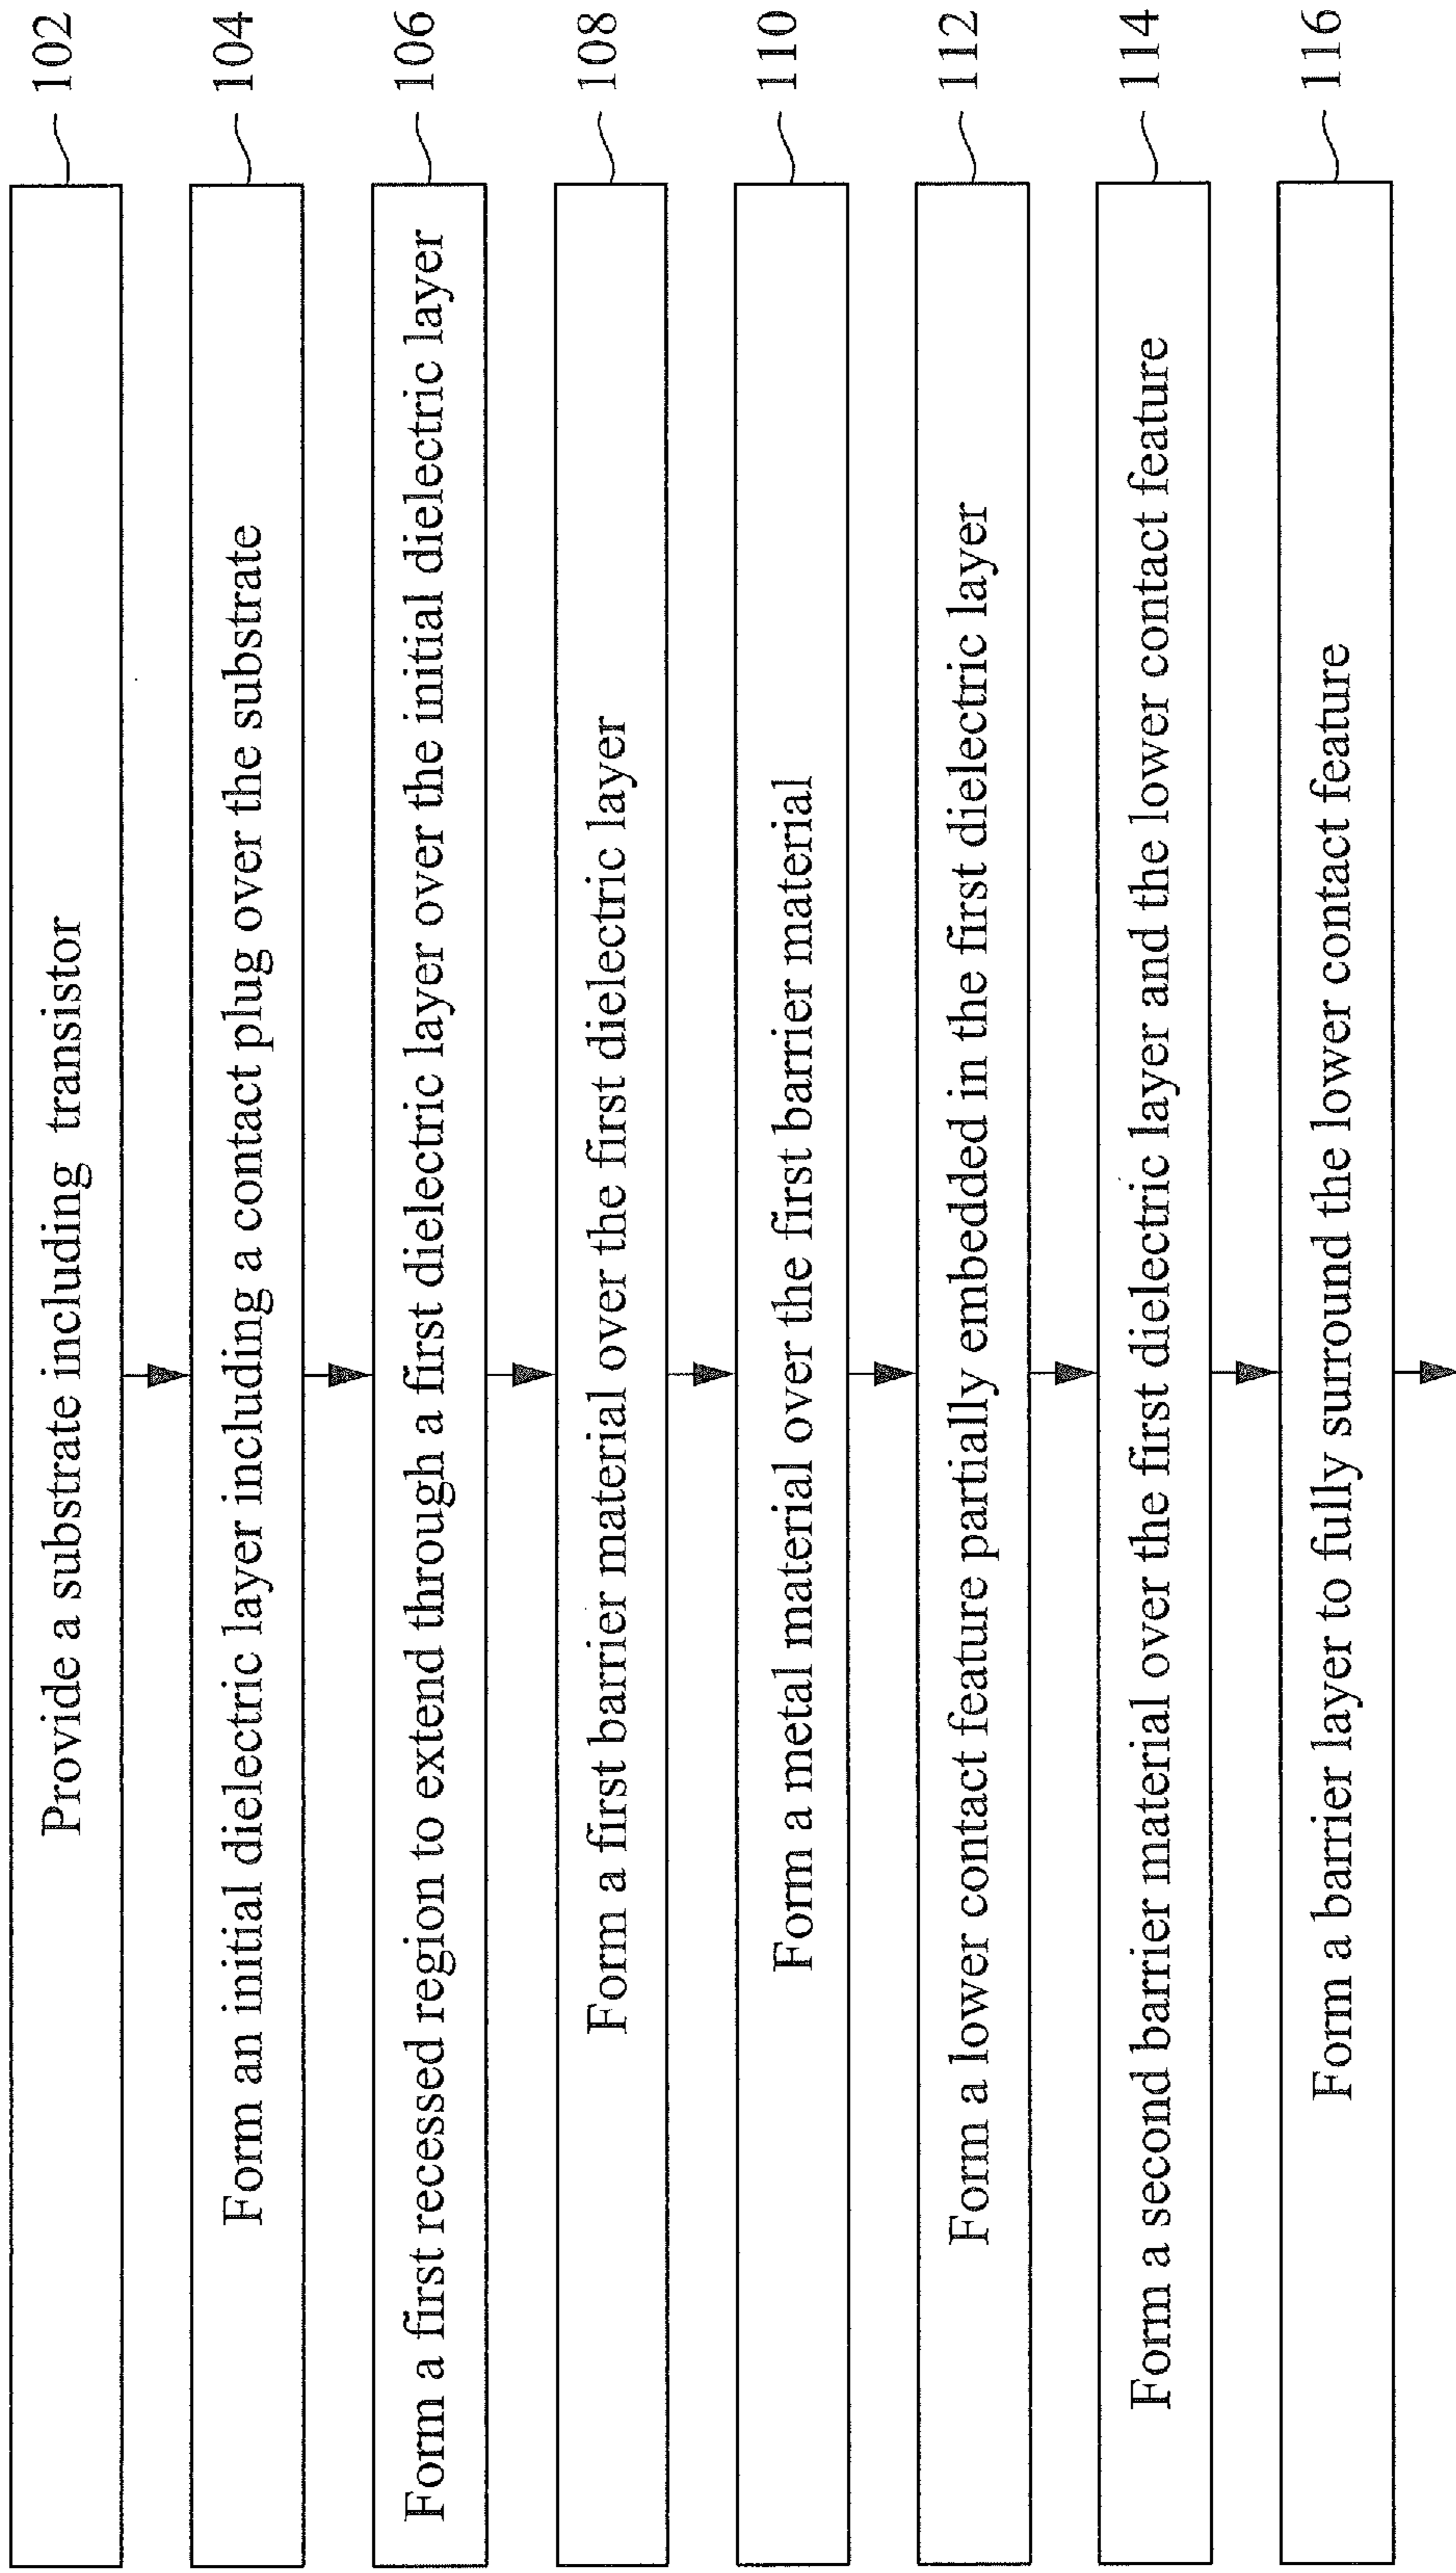 Provide a substrate including transistor
102
Form an initial dielectric layer including a contact plug over the substrate
104
Form a first recessed region to extend through a first dielectric layer over the initial dielectric layer
106
Form a first barrier material over the first dielectric layer
108
Form a metal material over the first barrier material
110
Form a lower contact feature partially embedded in the first dielectric layer
112
Form a second barrier material over the first dielectric layer and the lower contact feature
114
Form a barrier layer to fully surround the lower contact feature
116